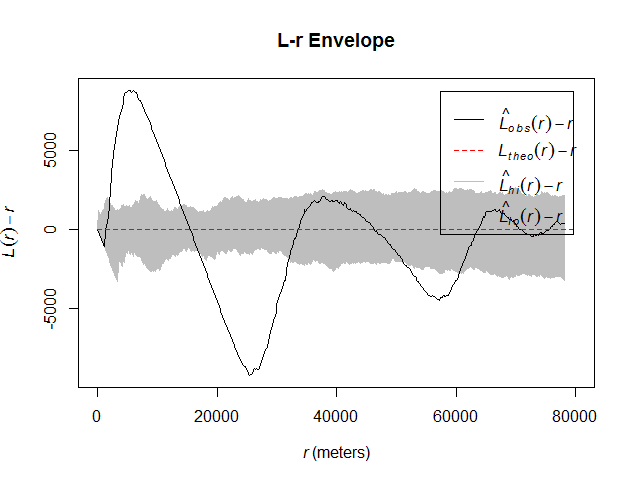 L-r Envelope
L̂obs(r) − r
Ltheo(r) − r
L̂hi(r) − r
L̂lo(r) − r
L(r) − r
5000
0
-5000
0 20000 40000 60000 80000
r (meters)